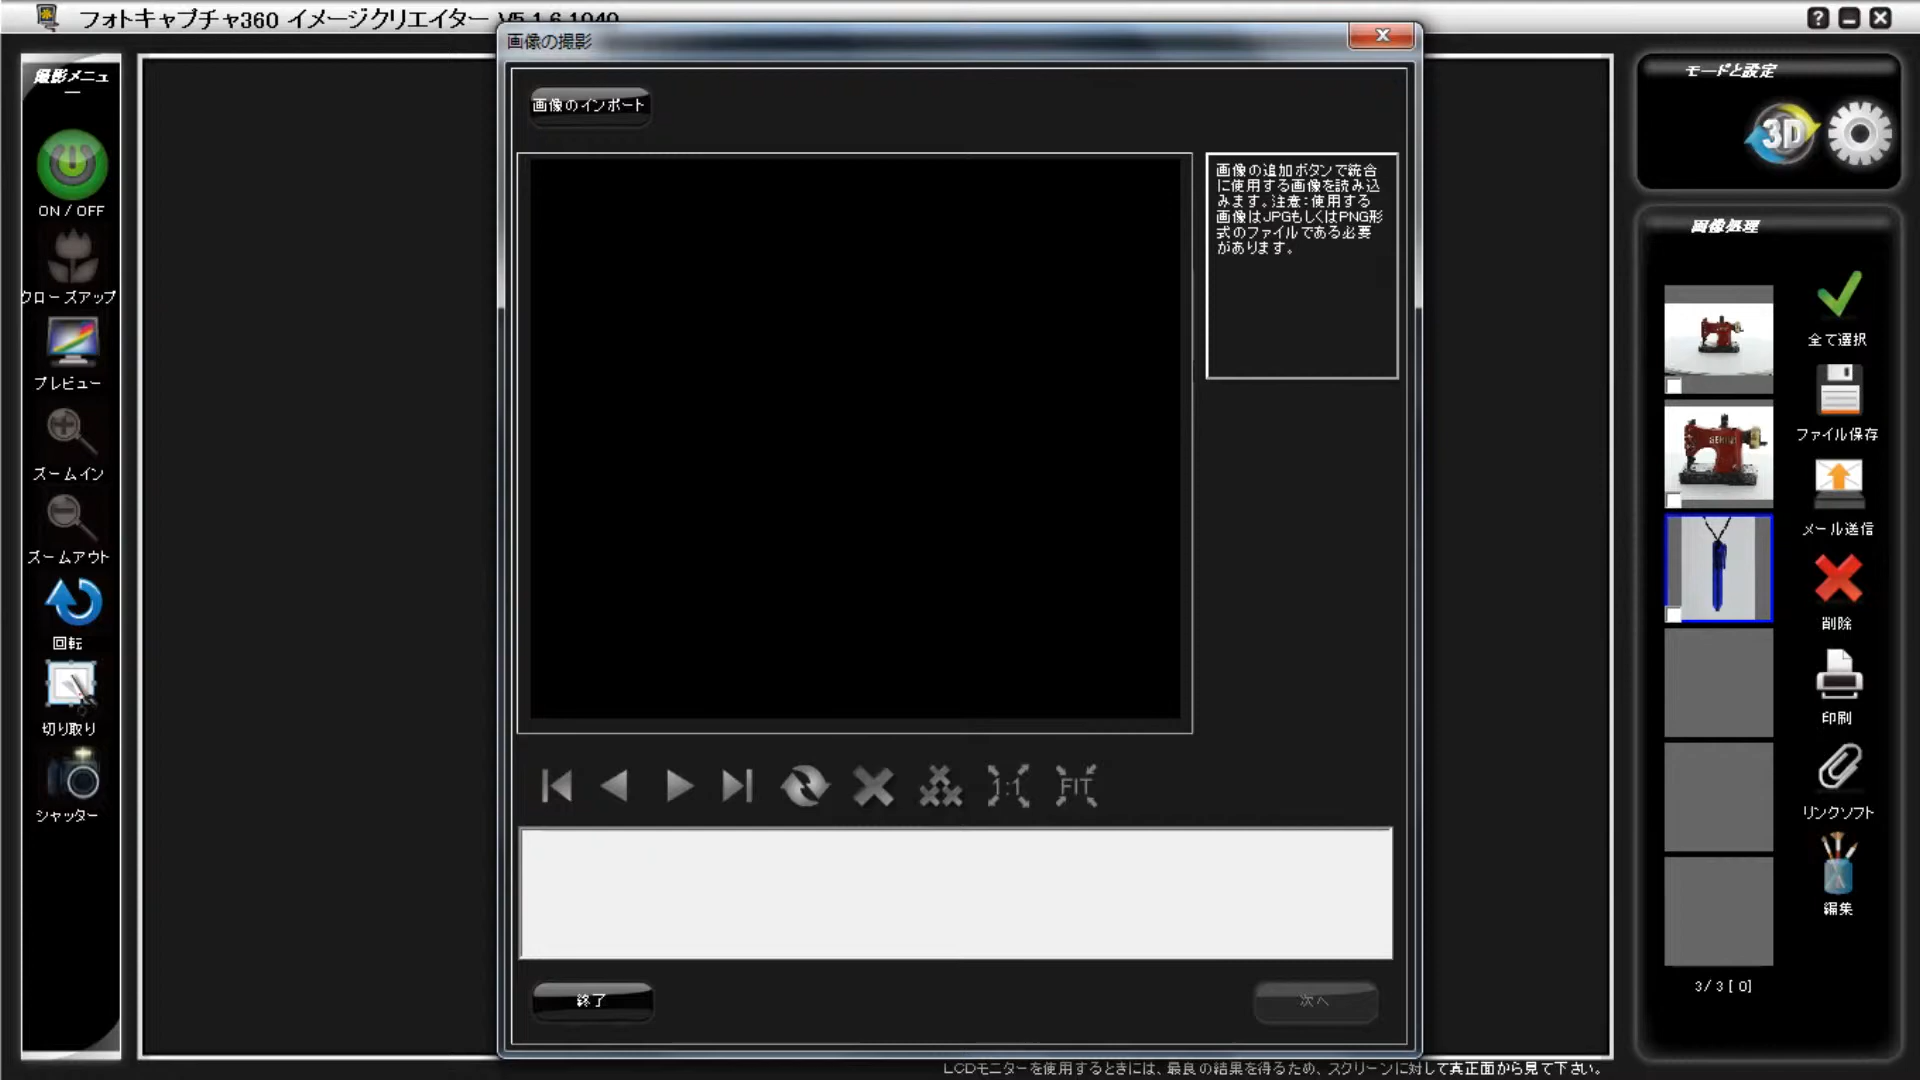 フォトキャプチャ360 イメージクリエイター V5.1.6.1040
画像の撮影
撮影メニュ
ー
ON / OFF
クローズアップ
プレビュー
ズームイン
ズームアウト
回転
切り取り
シャッター
画像のインポート
画像の追加ボタンで統合
に使用する画像を読み込
みます。注意：使用する
画像はJPGもしくはPNG形
式のファイルである必要
があります。
1:1
FIT
終了
次へ
モードと設定
3D
画像処理
全て選択
ファイル保存
メール送信
削除
印刷
リンクソフト
編集
3/ 3 [ 0]
LCDモニターを使用するときには、最良の結果を得るため、スクリーンに対して真正面から見て下さい。